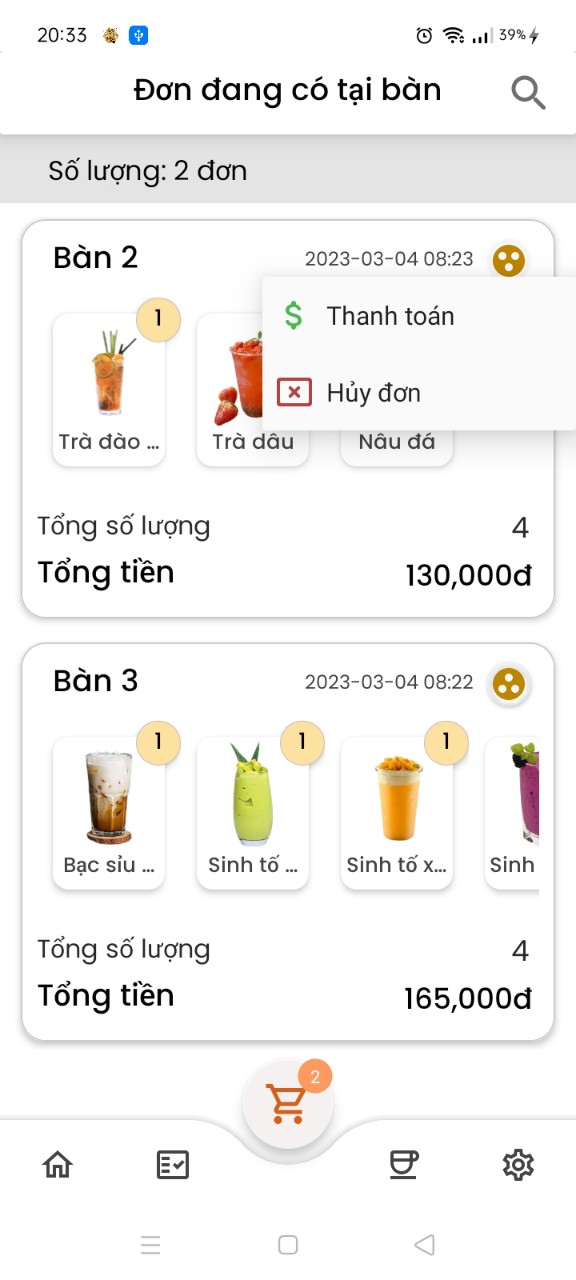 20:33 39%
Đơn đang có tại bàn
Số lượng: 2 đơn
Bàn 2 2023-03-04 08:23
Thanh toán
Hủy đơn
1
Trà đào ... Trà dâu Nâu đá
Tổng số lượng 4
Tổng tiền 130,000đ
Bàn 3 2023-03-04 08:22
1 1 1
Bạc sỉu ... Sinh tố ... Sinh tố x... Sinh
Tổng số lượng 4
Tổng tiền 165,000đ
2